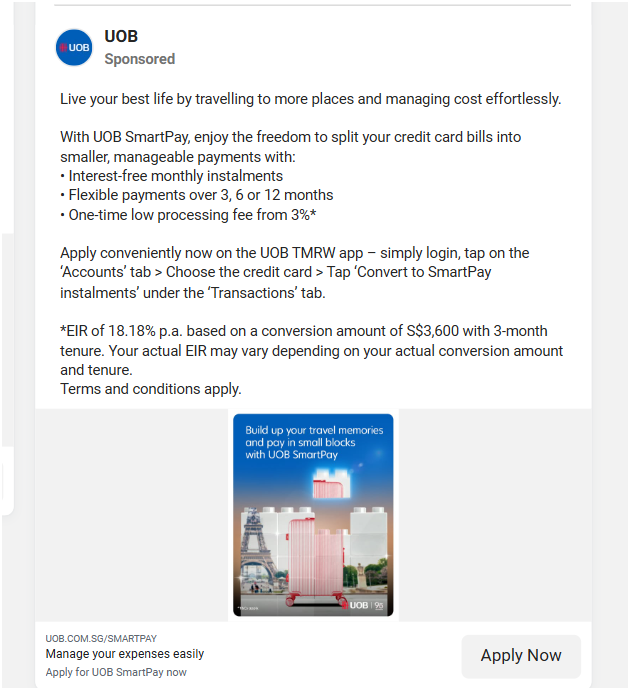 UOB
UOB
Sponsored
Live your best life by travelling to more places and managing cost effortlessly.
With UOB SmartPay, enjoy the freedom to split your credit card bills into
smaller, manageable payments with:
• Interest-free monthly instalments
• Flexible payments over 3, 6 or 12 months
• One-time low processing fee from 3%*
Apply conveniently now on the UOB TMRW app – simply login, tap on the
‘Accounts’ tab > Choose the credit card > Tap ‘Convert to SmartPay
instalments’ under the ‘Transactions’ tab.
*EIR of 18.18% p.a. based on a conversion amount of S$3,600 with 3-month
tenure. Your actual EIR may vary depending on your actual conversion amount
and tenure.
Terms and conditions apply.
Build up your travel memories
and pay in small blocks
with UOB SmartPay
UOB
UOB.COM.SG/SMARTPAY
Manage your expenses easily
Apply for UOB SmartPay now
Apply Now